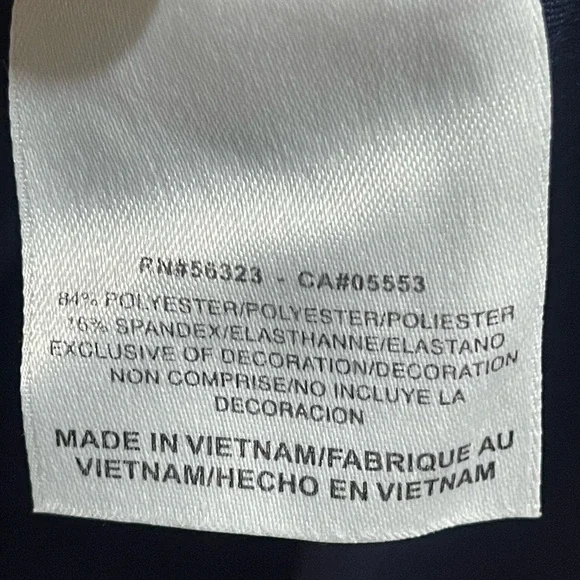 RN#56323 - CA#05553
84% POLYESTER/POLYESTER/POLIESTER
16% SPANDEX/ELASTHANNE/ELASTANO
EXCLUSIVE OF DECORATION/DECORATION
NON COMPRISE/NO INCLUYE LA
DECORACION
MADE IN VIETNAM/FABRIQUE AU
VIETNAM/HECHO EN VIETNAM